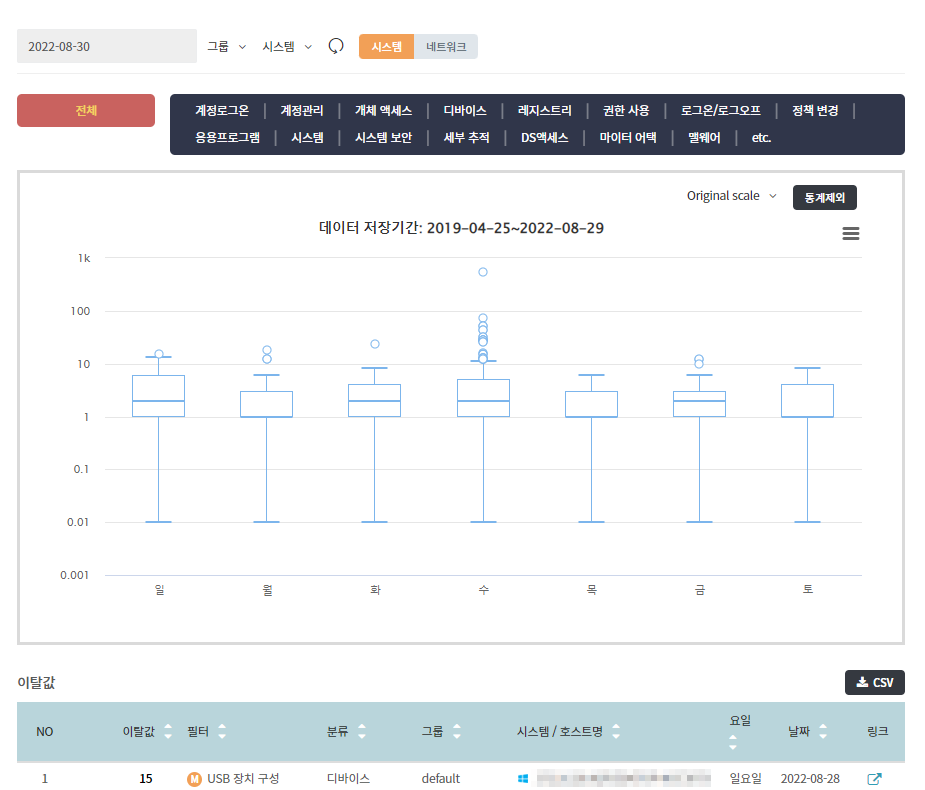 2022-08-30 그룹 시스템 시스템 네트워크
전체
계정로그온 | 계정관리 | 개체 액세스 | 디바이스 | 레지스트리 | 권한 사용 | 로그온/로그오프 | 정책 변경 |
응용프로그램 | 시스템 | 시스템 보안 | 세부 추적 | DS액세스 | 마이터 어택 | 맬웨어 | etc.
Original scale 통계제외
데이터 저장기간: 2019-04-25~2022-08-29
1k
100
10
1
0.1
0.01
0.001
일 월 화 수 목 금 토
이탈값 CSV
NO 이탈값 필터 분류 그룹 시스템 / 호스트명 요일 날짜 링크
1 15 M USB 장치 구성 디바이스 default 일요일 2022-08-28